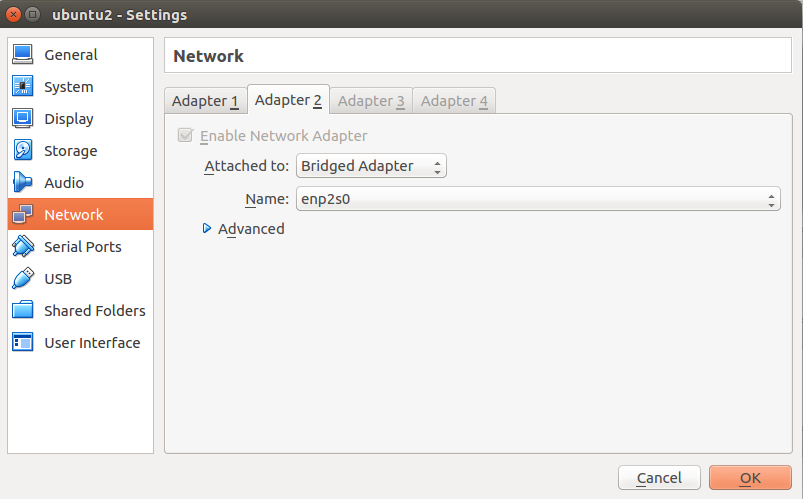 ubuntu2 - Settings
General
System
Display
Storage
Audio
Network
Serial Ports
USB
Shared Folders
User Interface
Network
Adapter 1 Adapter 2 Adapter 3 Adapter 4
Enable Network Adapter
Attached to: Bridged Adapter
Name: enp2s0
Advanced
Cancel OK